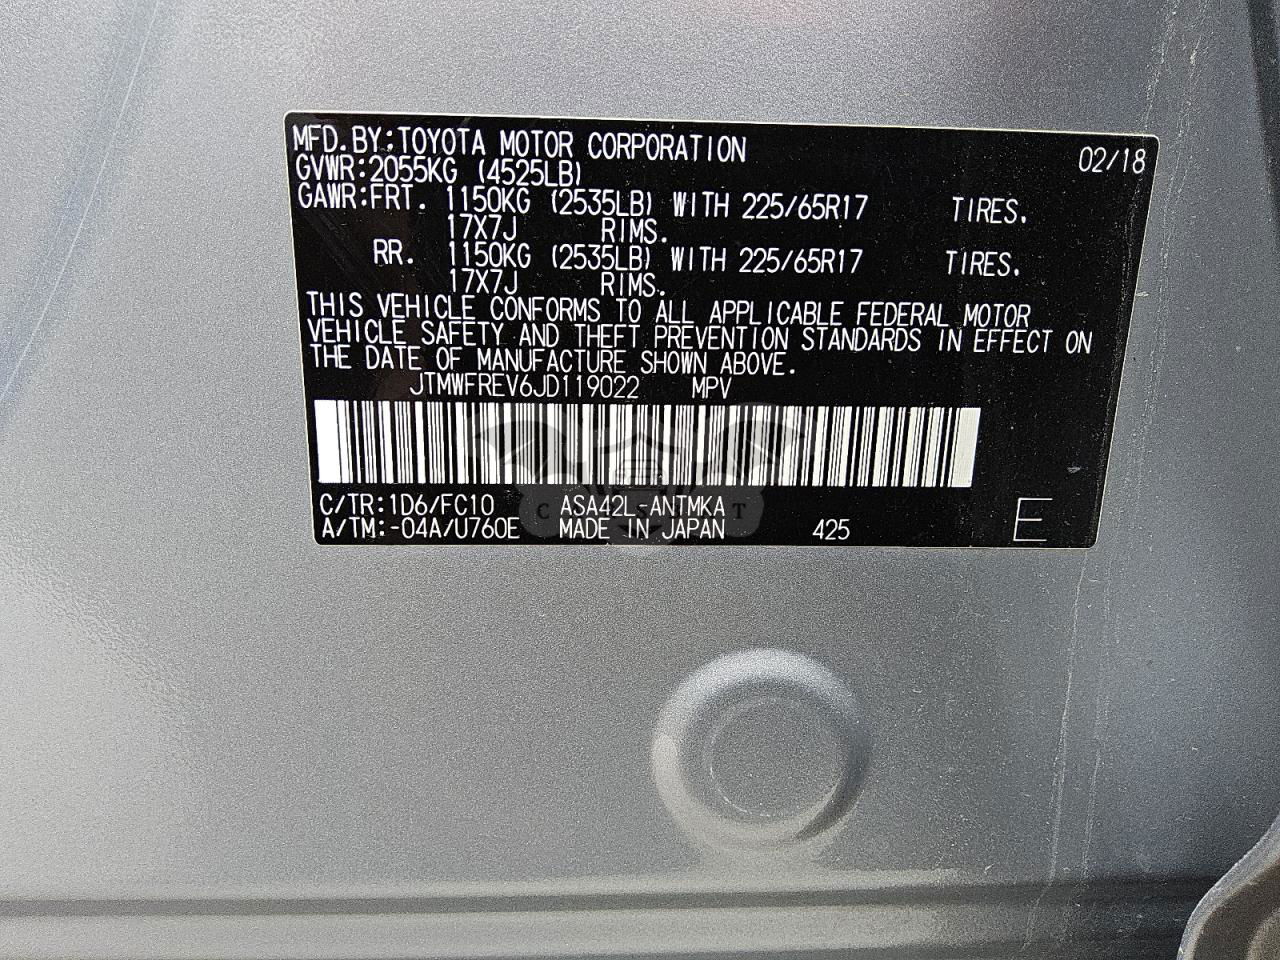 MFD.BY:TOYOTA MOTOR CORPORATION 02/18
GVWR:2055KG (4525LB)
GAWR:FRT. 1150KG (2535LB) WITH 225/65R17 TIRES.
17X7J RIMS.
RR. 1150KG (2535LB) WITH 225/65R17 TIRES.
17X7J RIMS.
THIS VEHICLE CONFORMS TO ALL APPLICABLE FEDERAL MOTOR
VEHICLE SAFETY AND THEFT PREVENTION STANDARDS IN EFFECT ON
THE DATE OF MANUFACTURE SHOWN ABOVE.
JTMWFREV6JD119022 MPV
C/TR:1D6/FC10 ASA42L-ANTMKA
A/TM:-04A/U760E MADE IN JAPAN 425 E